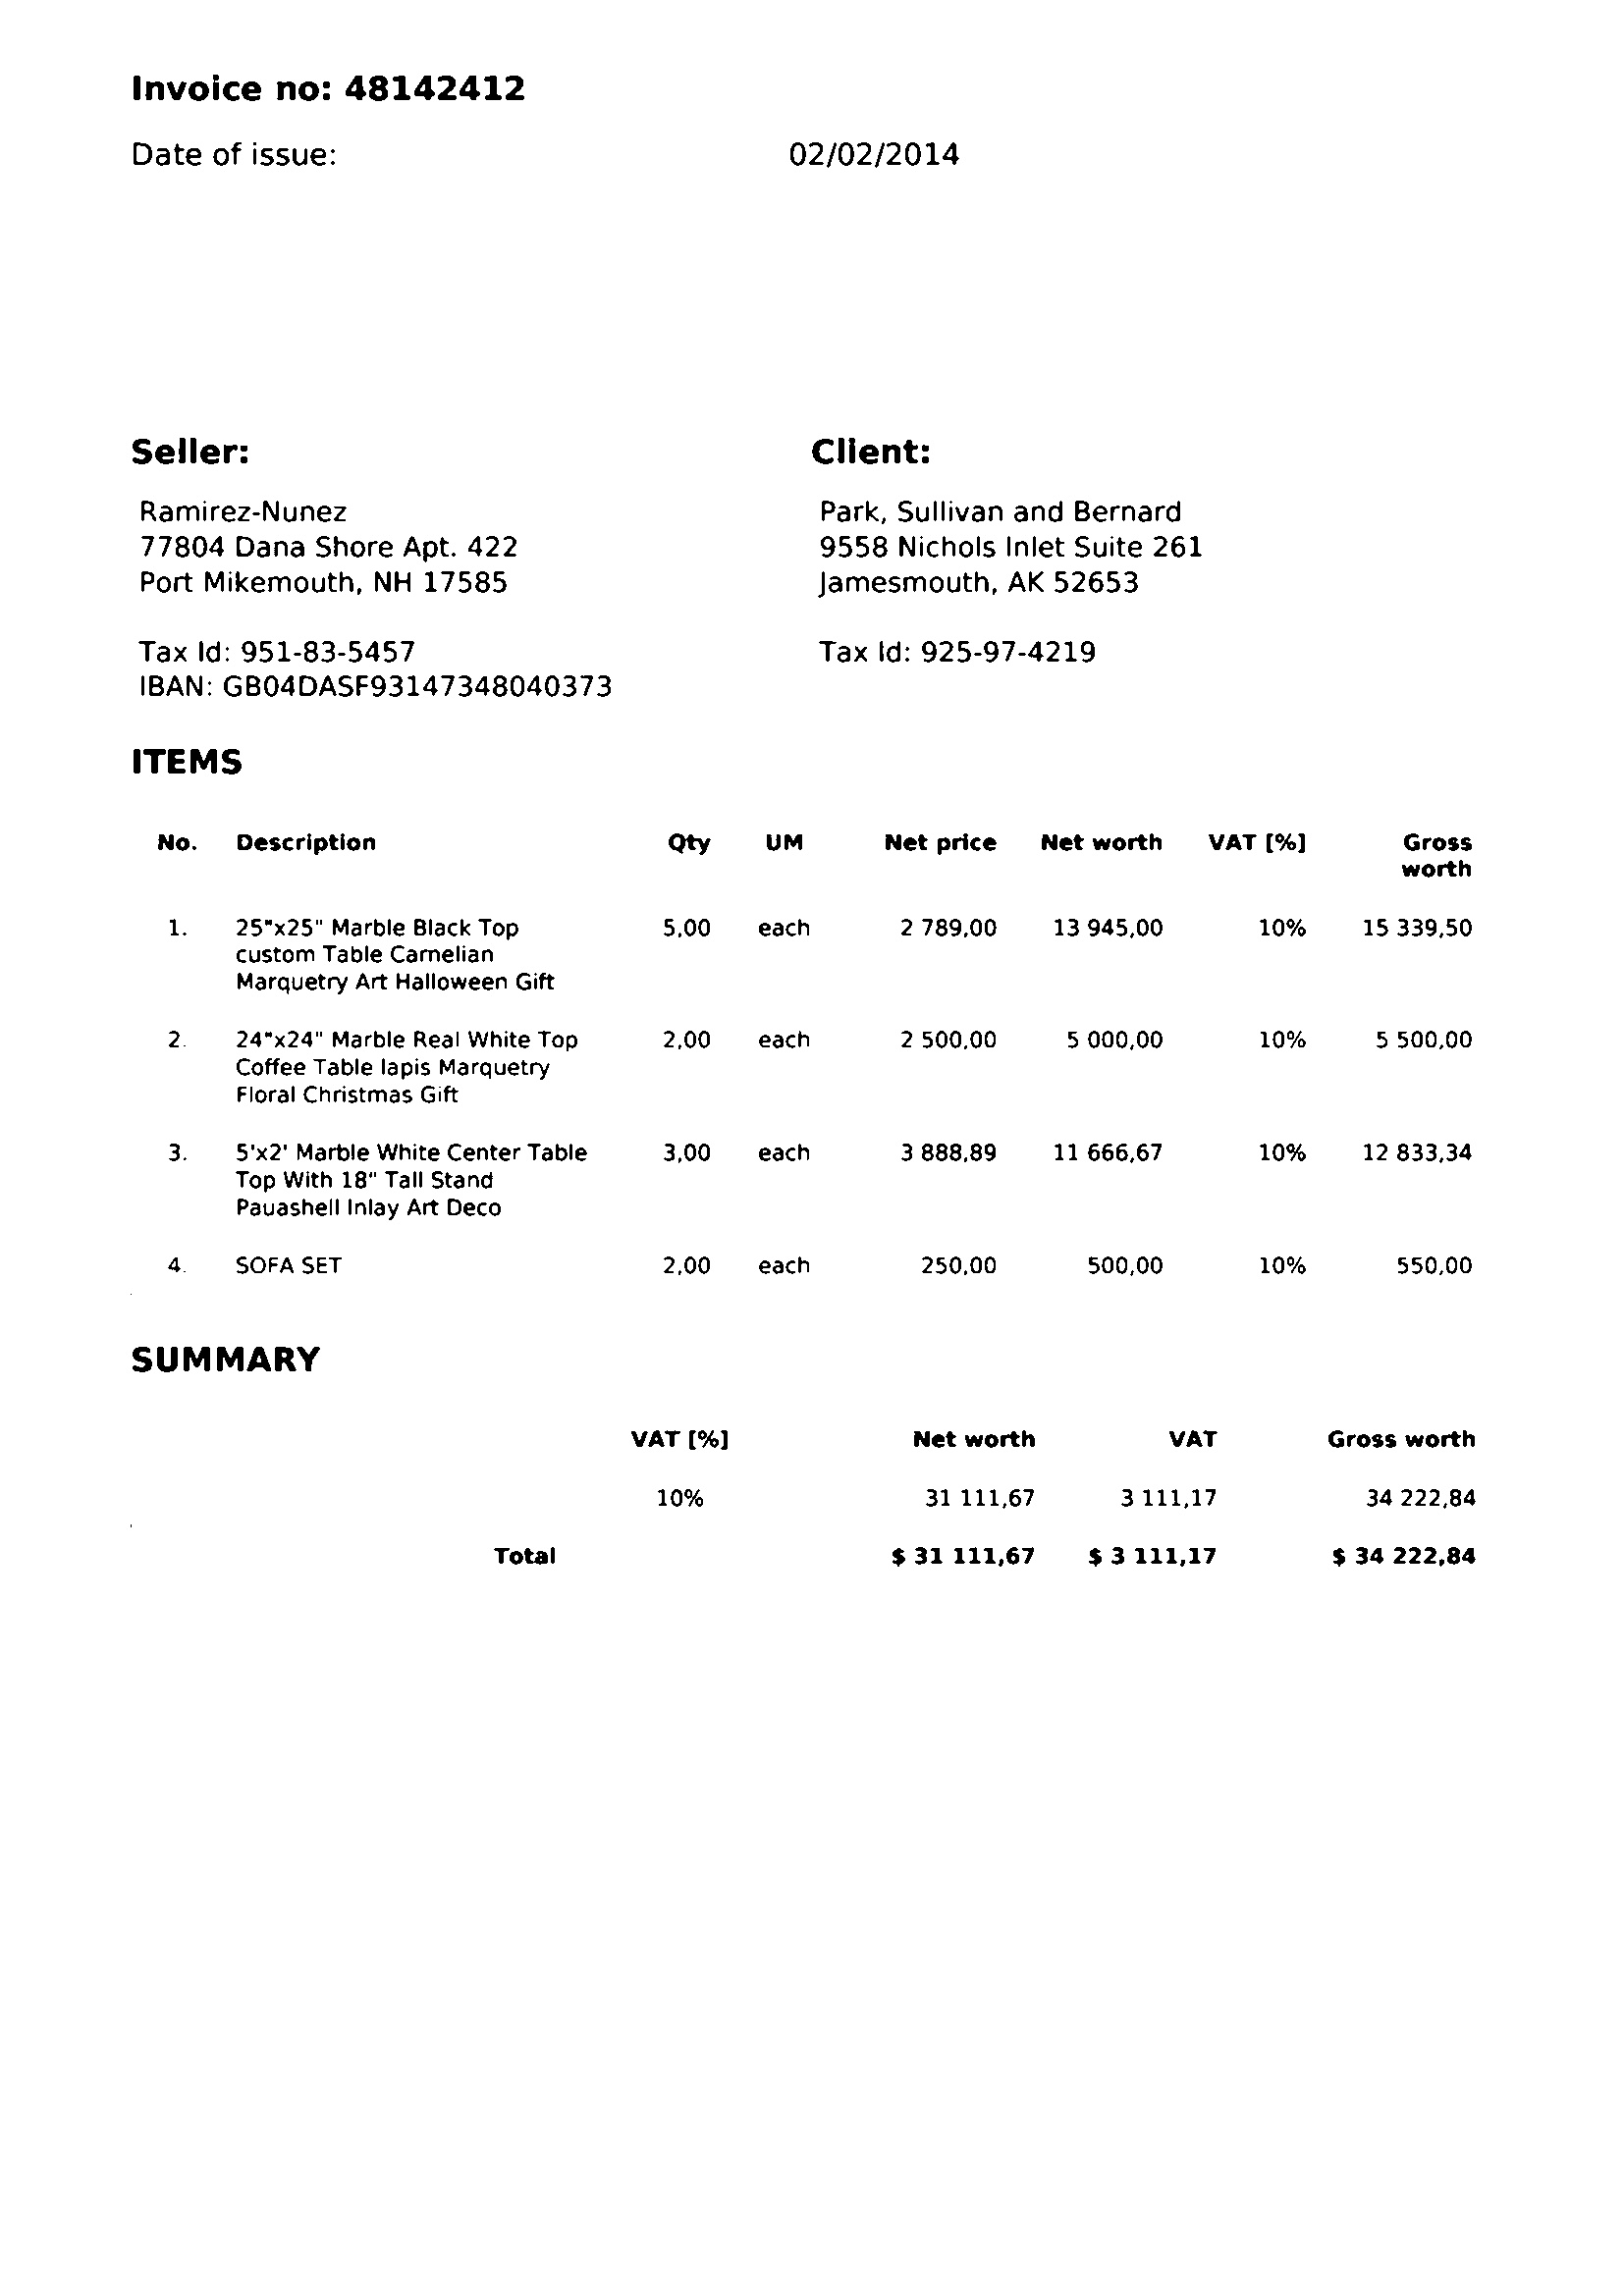 Invoice no: 48142412
Date of issue: 02/02/2014
Seller: Client:
Ramirez-Nunez Park, Sullivan and Bernard
77804 Dana Shore Apt. 422 9558 Nichols Inlet Suite 261
Port Mikemouth, NH 17585 Jamesmouth, AK 52653
Tax Id: 951-83-5457 Tax Id: 925-97-4219
IBAN: GB04DASF93147348040373
ITEMS
No. Description Qty UM Net price Net worth VAT [%] Gross
worth
1. 25"x25" Marble Black Top 5,00 each 2 789,00 13 945,00 10% 15 339,50
custom Table Carnelian
Marquetry Art Halloween Gift
2. 24"x24" Marble Real White Top 2,00 each 2 500,00 5 000,00 10% 5 500,00
Coffee Table lapis Marquetry
Floral Christmas Gift
3. 5'x2' Marble White Center Table 3,00 each 3 888,89 11 666,67 10% 12 833,34
Top With 18" Tall Stand
Pauashell Inlay Art Deco
4. SOFA SET 2,00 each 250,00 500,00 10% 550,00
SUMMARY
VAT [%] Net worth VAT Gross worth
10% 31 111,67 3 111,17 34 222,84
Total $ 31 111,67 $ 3 111,17 $ 34 222,84